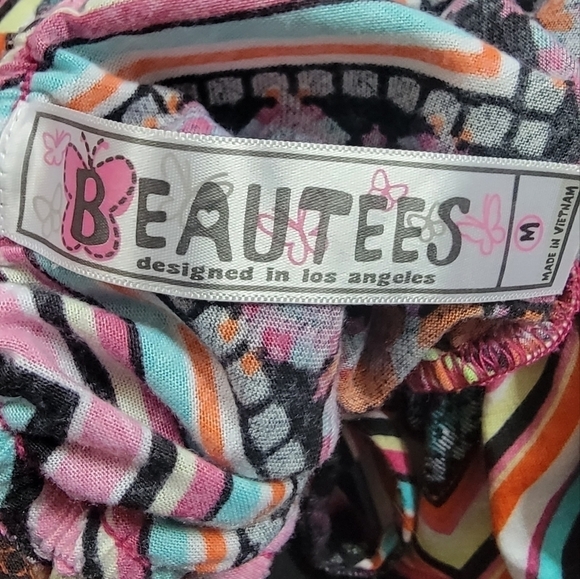 BEAUTEES
designed in los angeles
M
MADE IN VIETNAM